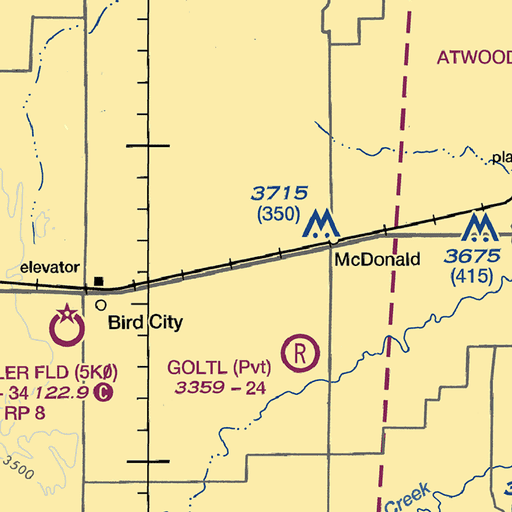 ATWOOD
pla
3715
(350)
McDonald
3675
(415)
elevator
Bird City
GOLTL (Pvt)
3359 - 24
R
LER FLD (5KØ)
- 34 122.9 C
RP 8
3500
Creek